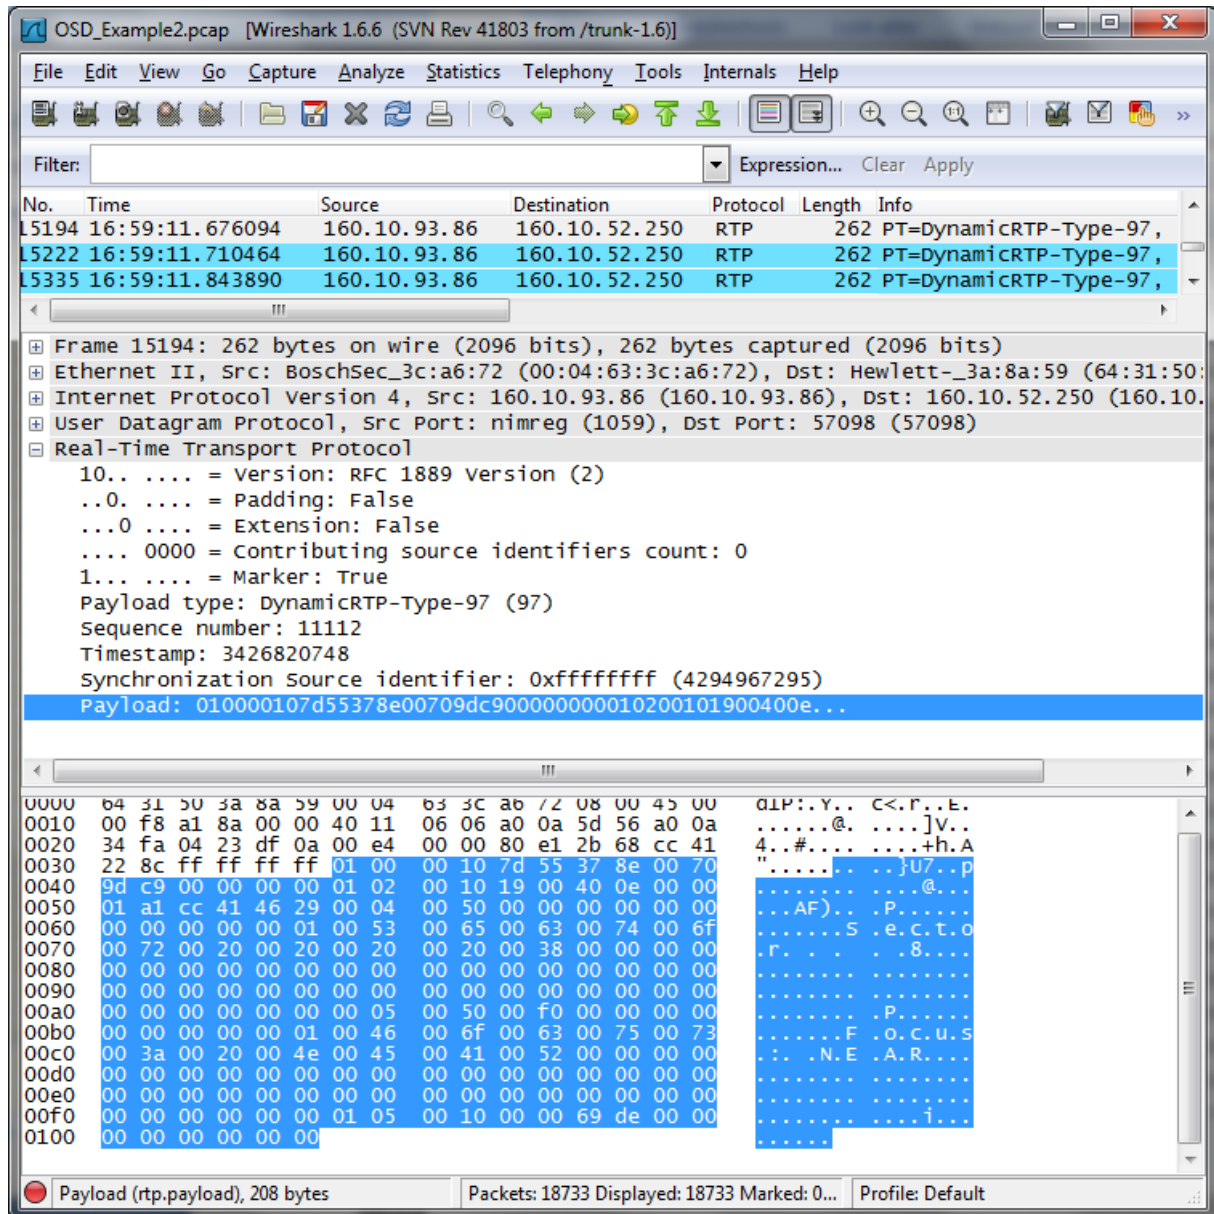 OSD_Example2.pcap [Wireshark 1.6.6 (SVN Rev 41803 from /trunk-1.6)]
File Edit View Go Capture Analyze Statistics Telephony Tools Internals Help
Filter: Expression... Clear Apply
No. Time Source Destination Protocol Length Info
15194 16:59:11.676094 160.10.93.86 160.10.52.250 RTP 262 PT=DynamicRTP-Type-97,
15222 16:59:11.710464 160.10.93.86 160.10.52.250 RTP 262 PT=DynamicRTP-Type-97,
15335 16:59:11.843890 160.10.93.86 160.10.52.250 RTP 262 PT=DynamicRTP-Type-97,
Frame 15194: 262 bytes on wire (2096 bits), 262 bytes captured (2096 bits)
Ethernet II, Src: BoschSec_3c:a6:72 (00:04:63:3c:a6:72), Dst: Hewlett-_3a:8a:59 (64:31:50:
Internet Protocol Version 4, Src: 160.10.93.86 (160.10.93.86), Dst: 160.10.52.250 (160.10.
User Datagram Protocol, Src Port: nimreg (1059), Dst Port: 57098 (57098)
Real-Time Transport Protocol
10.. .... = Version: RFC 1889 Version (2)
..0. .... = Padding: False
...0 .... = Extension: False
.... 0000 = Contributing source identifiers count: 0
1... .... = Marker: True
Payload type: DynamicRTP-Type-97 (97)
Sequence number: 11112
Timestamp: 3426820748
Synchronization Source identifier: 0xffffffff (4294967295)
Payload: 010000107d55378e00709dc900000000010200101900400e...
0000 64 31 50 3a 8a 59 00 04 63 3c a6 72 08 00 45 00 d1P:.Y.. c<.r..E.
0010 00 f8 a1 8a 00 00 40 11 06 06 a0 0a 5d 56 a0 0a ......@. ....]V..
0020 34 fa 04 23 df 0a 00 e4 00 00 80 e1 2b 68 cc 41 4..#.... ....+h.A
0030 22 8c ff ff ff ff 01 00 00 10 7d 55 37 8e 00 70 "....... ..}U7..p
0040 9d c9 00 00 00 00 01 02 00 10 19 00 40 0e 00 00 ........ ....@...
0050 01 a1 cc 41 46 29 00 04 00 50 00 00 00 00 00 00 ...AF).. .P......
0060 00 00 00 00 00 01 00 53 00 65 00 63 00 74 00 6f .......S .e.c.t.o
0070 00 72 00 20 00 20 00 20 00 20 00 38 00 00 00 00 .r. . . . .8....
0080 00 00 00 00 00 00 00 00 00 00 00 00 00 00 00 00 ........ ........
0090 00 00 00 00 00 00 00 00 00 00 00 00 00 00 00 00 ........ ........
00a0 00 00 00 00 00 00 00 05 00 50 00 f0 00 00 00 00 ........ .P......
00b0 00 00 00 00 00 01 00 46 00 6f 00 63 00 75 00 73 .......F .o.c.u.s
00c0 00 3a 00 20 00 4e 00 45 00 41 00 52 00 00 00 00 .:. .N.E .A.R....
00d0 00 00 00 00 00 00 00 00 00 00 00 00 00 00 00 00 ........ ........
00e0 00 00 00 00 00 00 00 00 00 00 00 00 00 00 00 00 ........ ........
00f0 00 00 00 00 00 00 01 05 00 10 00 00 69 de 00 00 ........ ....i...
0100 00 00 00 00 00 00 ......
Payload (rtp.payload), 208 bytes Packets: 18733 Displayed: 18733 Marked: 0... Profile: Default